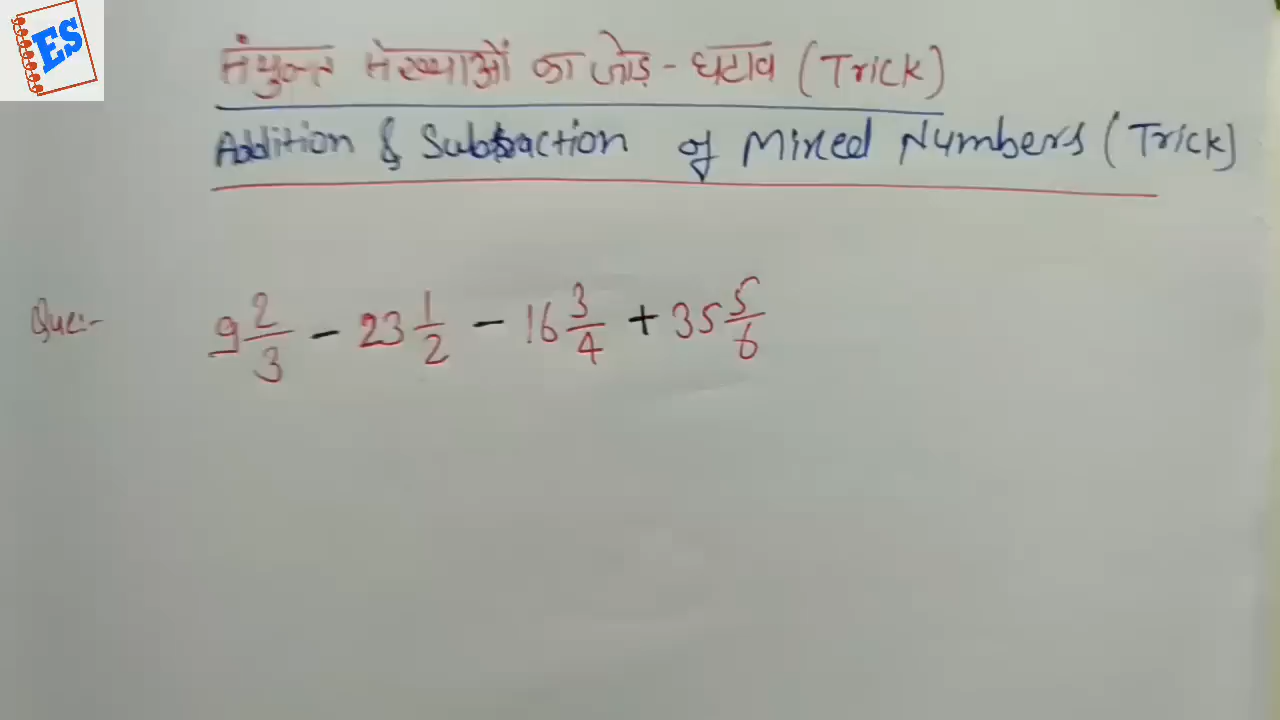 ES
संयुक्त संख्याओं का जोड़ - घटाव (Trick)
Addition & Subtraction of Mixed Numbers (Trick)
Que:- 9 2/3 - 23 1/2 - 16 3/4 + 35 5/6